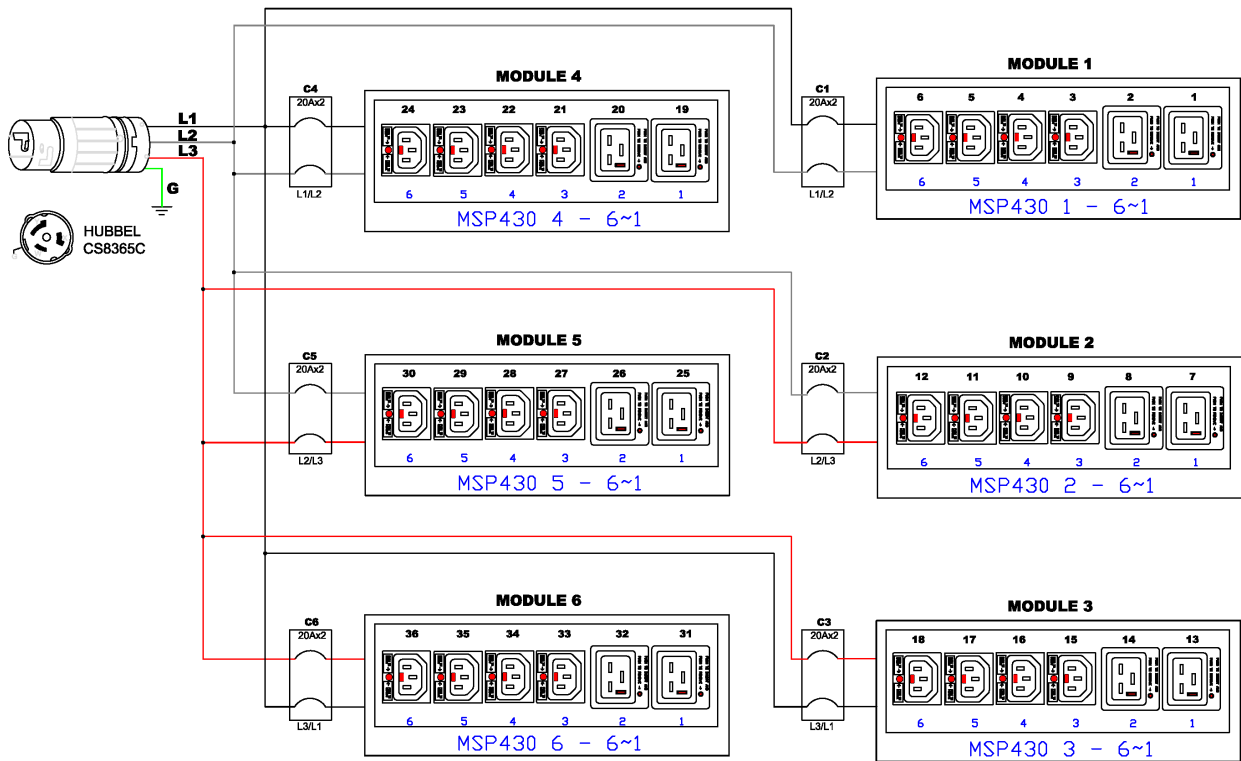 MODULE 1
MODULE 4
C4
20Ax2
C1
20Ax2
24 23 22 21 20 19
6 5 4 3 2 1
L1
L2
L3
G
6 5 4 3 2 1
6 5 4 3 2 1
L1/L2
L1/L2
MSP430 4 - 6~1
MSP430 1 - 6~1
HUBBEL
CS8365C
MODULE 5
MODULE 2
C5
20Ax2
C2
20Ax2
30 29 28 27 26 25
12 11 10 9 8 7
6 5 4 3 2 1
6 5 4 3 2 1
L2/L3
L2/L3
MSP430 5 - 6~1
MSP430 2 - 6~1
MODULE 6
MODULE 3
C6
20Ax2
C3
20Ax2
36 35 34 33 32 31
18 17 16 15 14 13
6 5 4 3 2 1
6 5 4 3 2 1
L3/L1
L3/L1
MSP430 6 - 6~1
MSP430 3 - 6~1